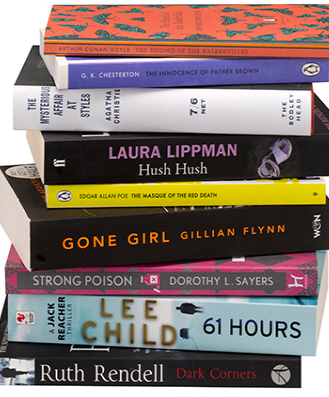 ARTHUR CONAN DOYLE THE HOUND OF THE BASKERVILLES
G. K. CHESTERTON THE INNOCENCE OF FATHER BROWN
THE MYSTERIOUS AFFAIR AT STYLES
AGATHA CHRISTIE
7/6 NET
THE BODLEY HEAD
LAURA LIPPMAN
Hush Hush
EDGAR ALLAN POE THE MASQUE OF THE RED DEATH
GONE GIRL GILLIAN FLYNN
W&N
STRONG POISON DOROTHY L. SAYERS
A JACK REACHER THRILLER
LEE CHILD
61 HOURS
Ruth Rendell Dark Corners